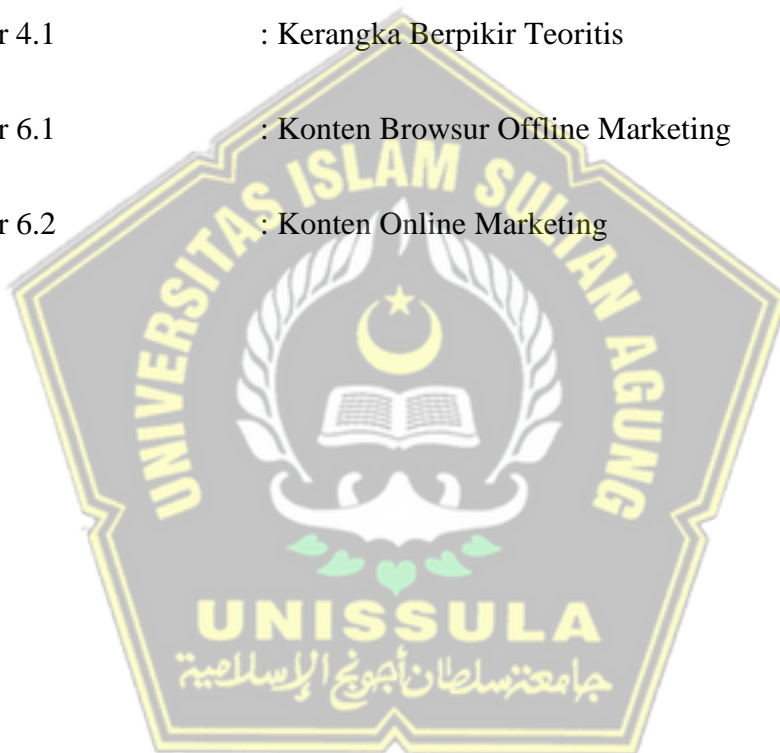 r 4.1 : Kerangka Berpikir Teoritis
r 6.1 : Konten Browsur Offline Marketing
r 6.2 : Konten Online Marketing
UNIVERSITAS ISLAM SULTAN AGUNG
UNISSULA
جامعة سلطان أجونج الإسلامية